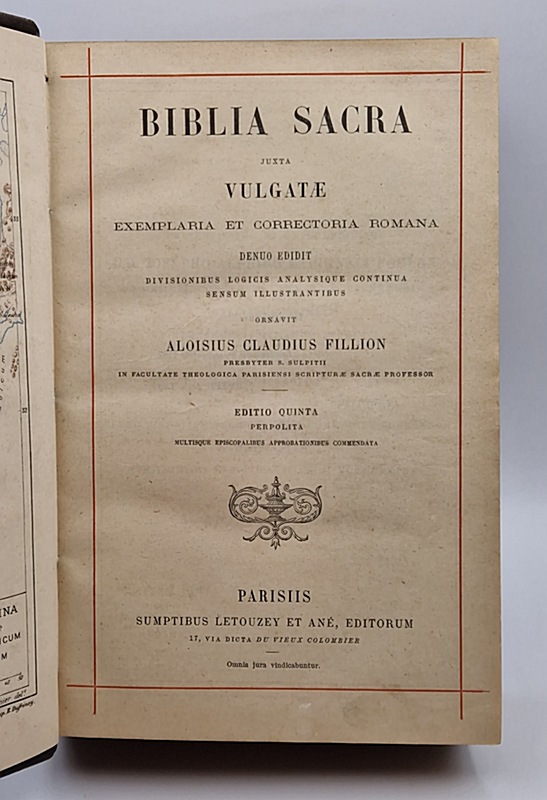 BIBLIA SACRA
JUXTA
VULGATÆ
EXEMPLARIA ET CORRECTORIA ROMANA
DENUO EDIDIT
DIVISIONIBUS LOGICIS ANALYSIQUE CONTINUA
SENSUM ILLUSTRANTIBUS
ORNAVIT
ALOISIUS CLAUDIUS FILLION
PRESBYTER S. SULPITII
IN FACULTATE THEOLOGICA PARISIENSI SCRIPTURÆ SACRÆ PROFESSOR
EDITIO QUINTA
PERPOLITA
MULTISQUE EPISCOPALIBUS APPROBATIONIBUS COMMENDATA
PARISIIS
SUMPTIBUS LETOUZEY ET ANÉ, EDITORUM
17, VIA DICTA DU VIEUX COLOMBIER
Omnia jura vindicabuntur.
INA
ICUM
M